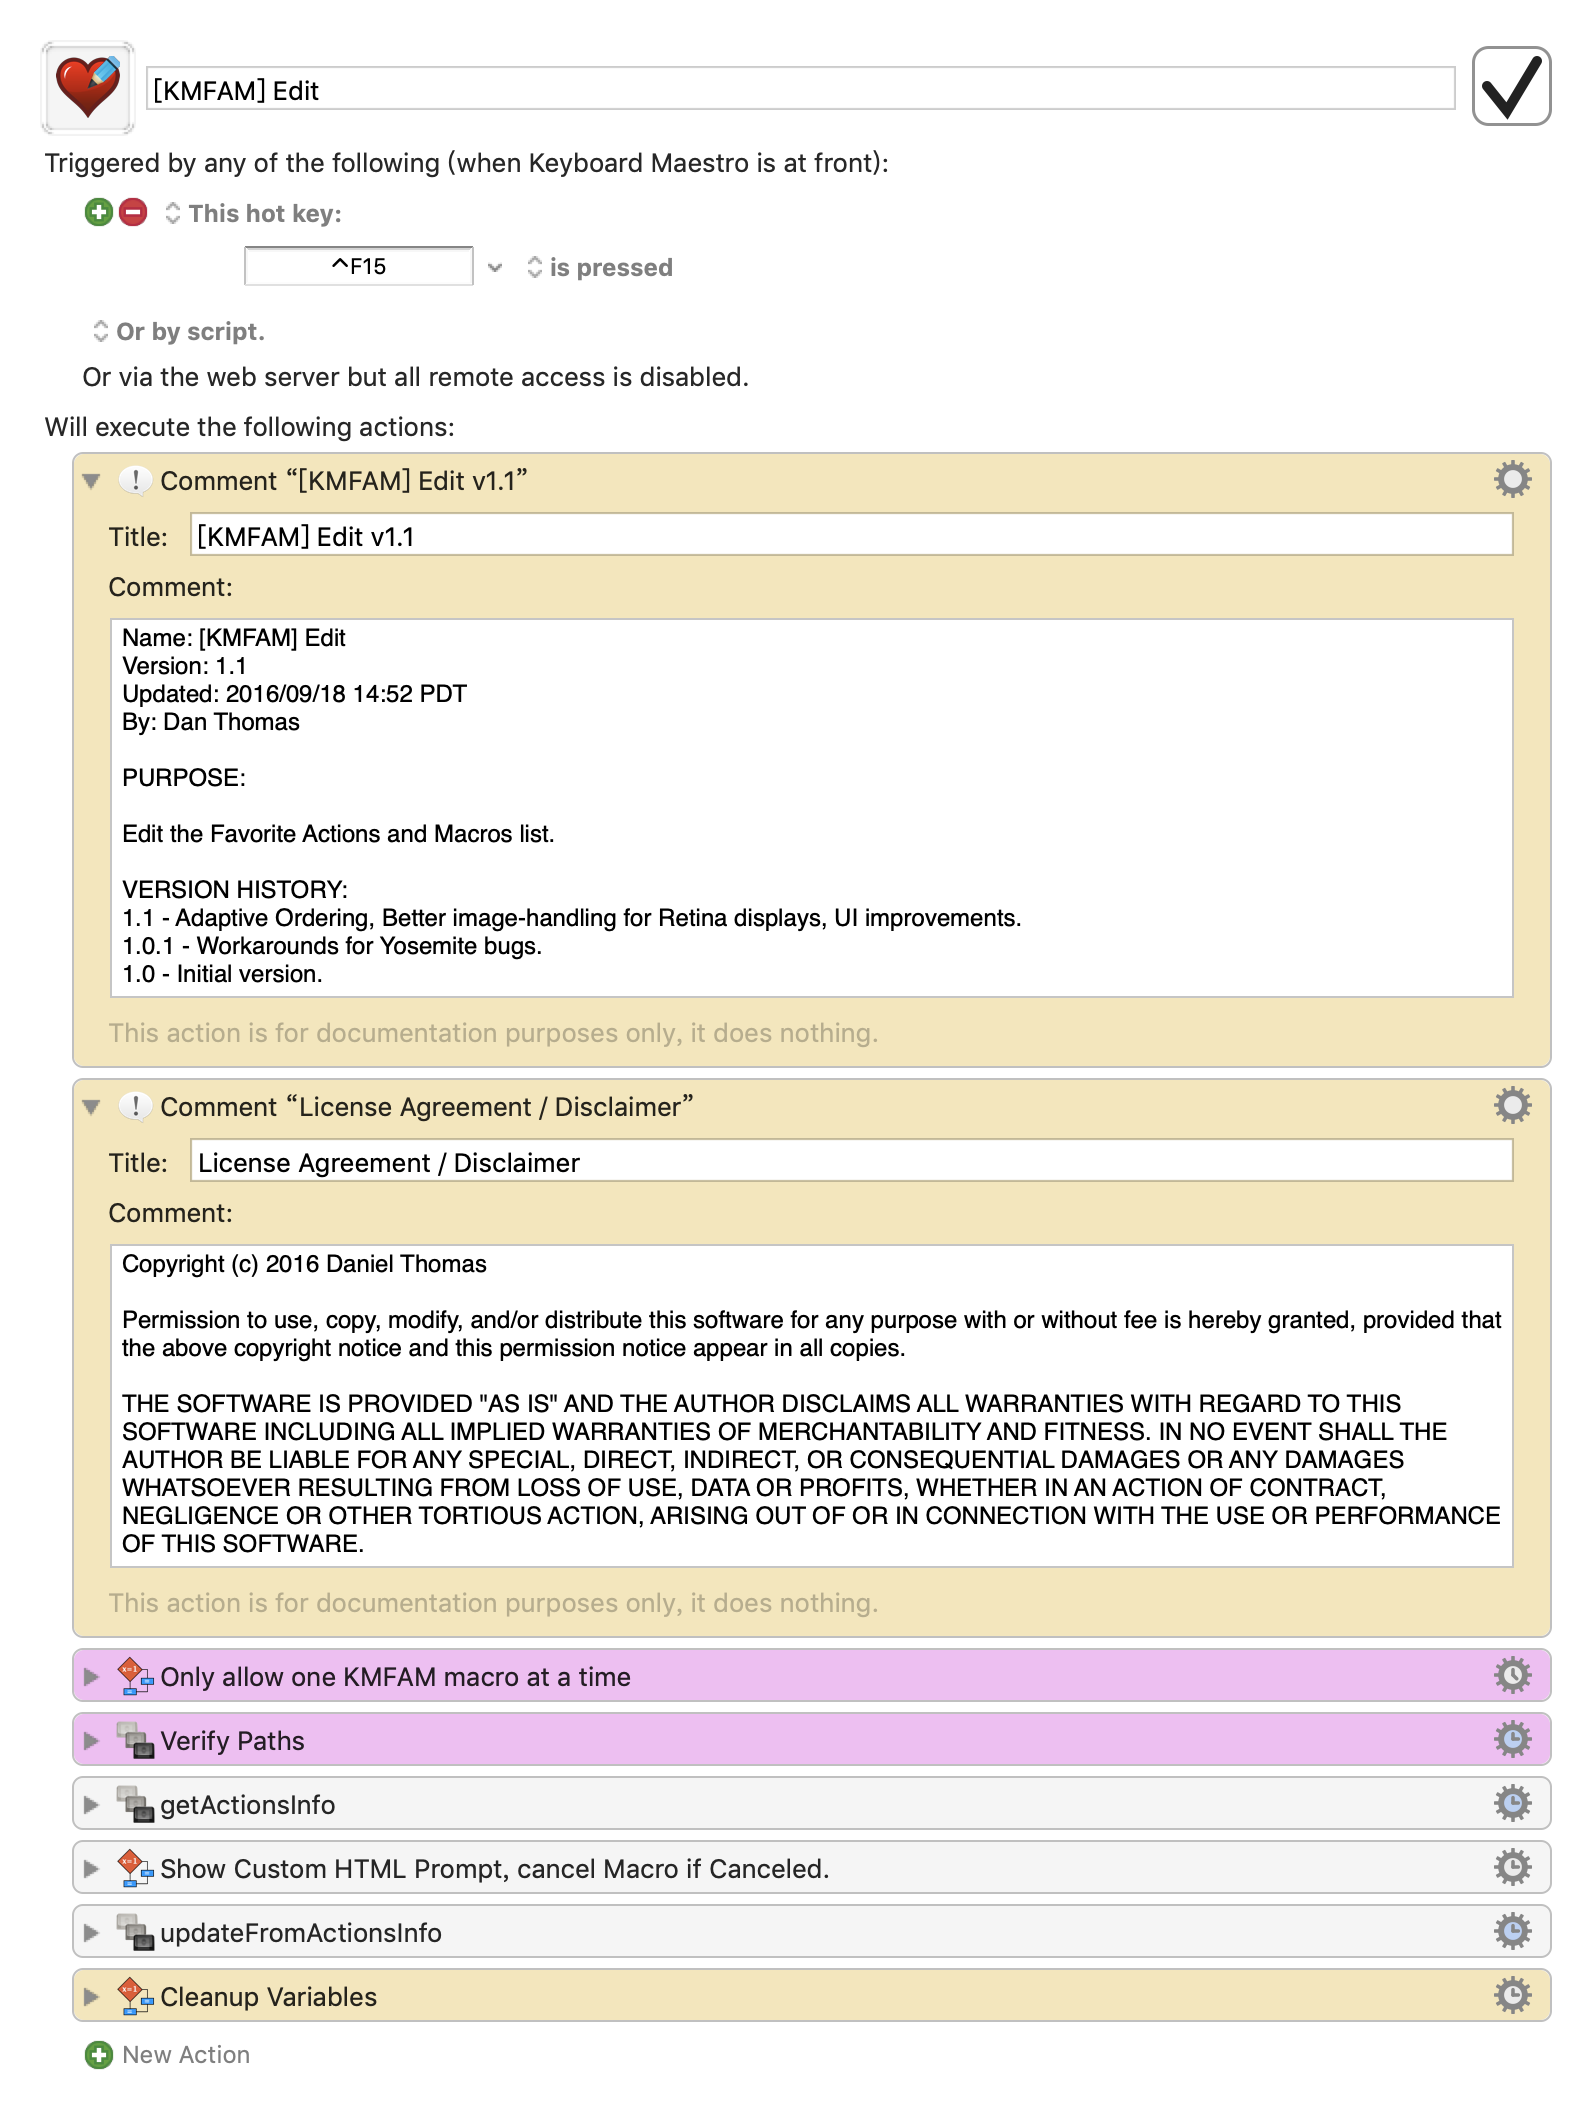 [KMFAM] Edit
Triggered by any of the following (when Keyboard Maestro is at front):
This hot key:
^F15 is pressed
Or by script.
Or via the web server but all remote access is disabled.
Will execute the following actions:
Comment “[KMFAM] Edit v1.1”
Title: [KMFAM] Edit v1.1
Comment:
Name: [KMFAM] Edit
Version: 1.1
Updated: 2016/09/18 14:52 PDT
By: Dan Thomas
PURPOSE:
Edit the Favorite Actions and Macros list.
VERSION HISTORY:
1.1 - Adaptive Ordering, Better image-handling for Retina displays, UI improvements.
1.0.1 - Workarounds for Yosemite bugs.
1.0 - Initial version.
This action is for documentation purposes only, it does nothing.
Comment “License Agreement / Disclaimer”
Title: License Agreement / Disclaimer
Comment:
Copyright (c) 2016 Daniel Thomas
Permission to use, copy, modify, and/or distribute this software for any purpose with or without fee is hereby granted, provided that
the above copyright notice and this permission notice appear in all copies.
THE SOFTWARE IS PROVIDED "AS IS" AND THE AUTHOR DISCLAIMS ALL WARRANTIES WITH REGARD TO THIS
SOFTWARE INCLUDING ALL IMPLIED WARRANTIES OF MERCHANTABILITY AND FITNESS. IN NO EVENT SHALL THE
AUTHOR BE LIABLE FOR ANY SPECIAL, DIRECT, INDIRECT, OR CONSEQUENTIAL DAMAGES OR ANY DAMAGES
WHATSOEVER RESULTING FROM LOSS OF USE, DATA OR PROFITS, WHETHER IN AN ACTION OF CONTRACT,
NEGLIGENCE OR OTHER TORTIOUS ACTION, ARISING OUT OF OR IN CONNECTION WITH THE USE OR PERFORMANCE
OF THIS SOFTWARE.
This action is for documentation purposes only, it does nothing.
Only allow one KMFAM macro at a time
Verify Paths
getActionsInfo
Show Custom HTML Prompt, cancel Macro if Canceled.
updateFromActionsInfo
Cleanup Variables
New Action